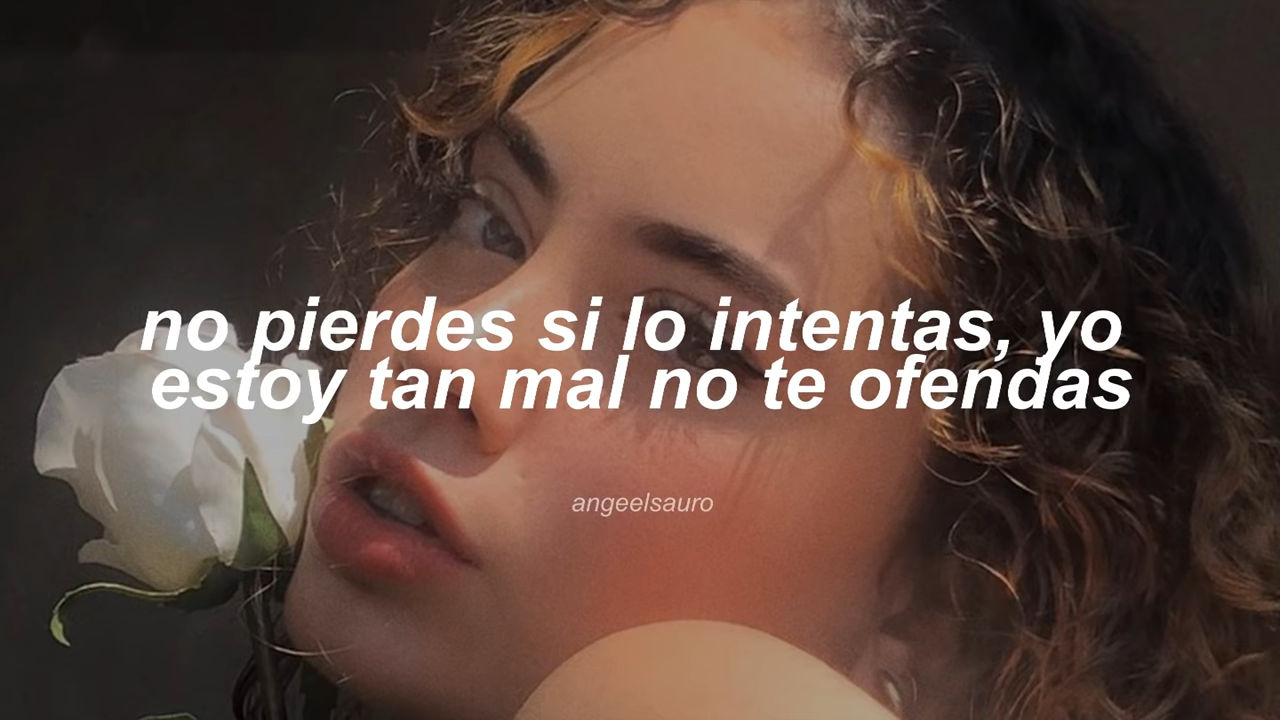 no pierdes si lo intentas, yo
estoy tan mal no te ofendas
angeelsauro